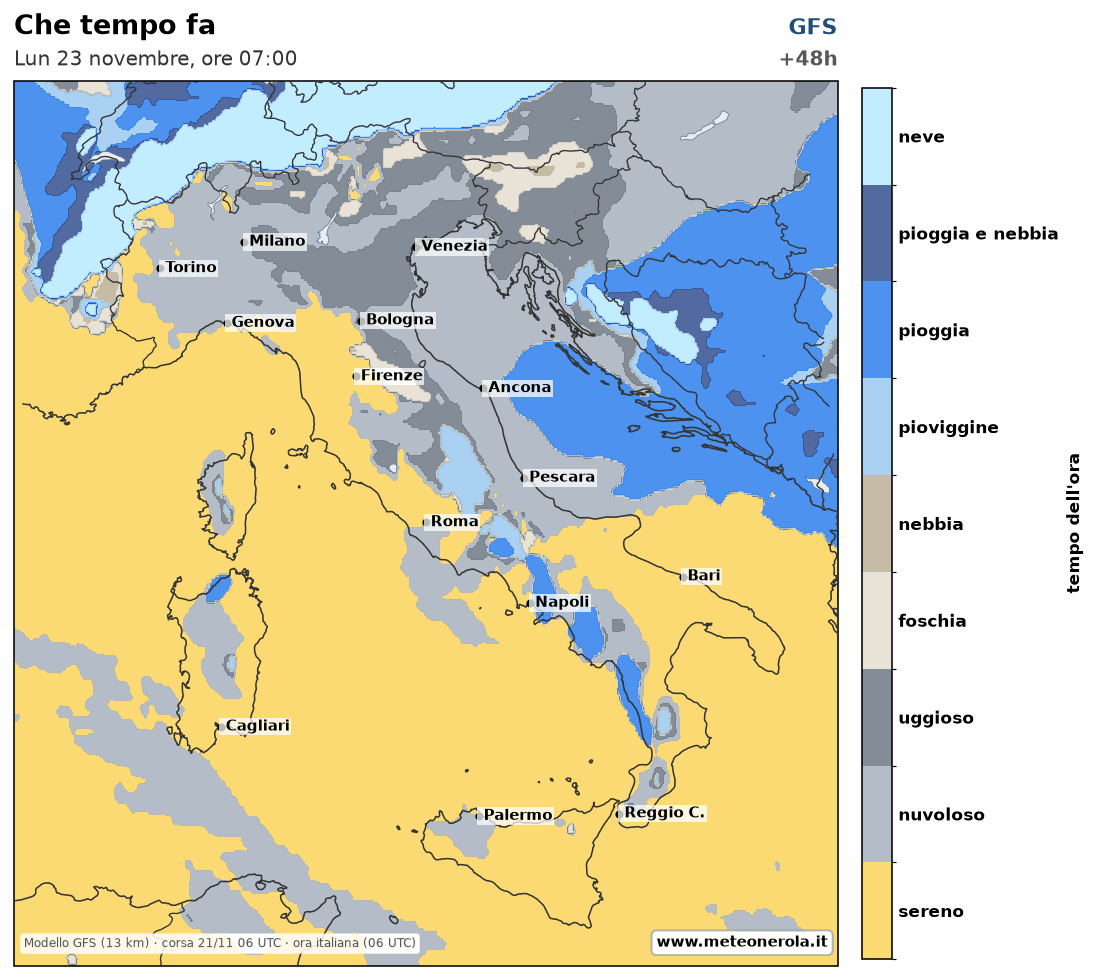 Che tempo fa
GFS
Lun 23 novembre, ore 07:00
+48h
neve
pioggia e nebbia
pioggia
pioviggine
nebbia
foschia
uggioso
nuvoloso
sereno
tempo dell'ora
Milano
Venezia
Torino
Genova
Bologna
Firenze
Ancona
Pescara
Roma
Bari
Napoli
Cagliari
Palermo
Reggio C.
Modello GFS (13 km) · corsa 21/11 06 UTC · ora italiana (06 UTC)
www.meteonerola.it